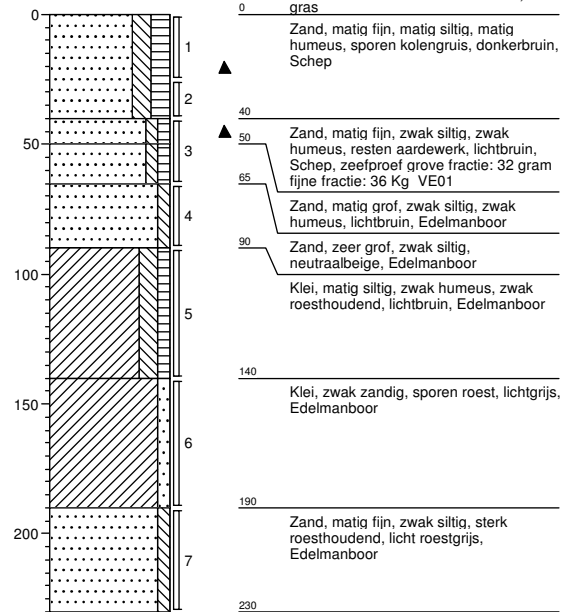 0
gras
0
Zand, matig fijn, matig siltig, matig
humeus, sporen kolengruis, donkerbruin,
Schep
1
2
40
50
3
50
Zand, matig fijn, zwak siltig, zwak
humeus, resten aardewerk, lichtbruin,
Schep, zeefproef grove fractie: 32 gram
fijne fractie: 36 Kg VE01
65
Zand, matig grof, zwak siltig, zwak
humeus, lichtbruin, Edelmanboor
4
90
Zand, zeer grof, zwak siltig,
neutraalbeige, Edelmanboor
100
Klei, matig siltig, zwak humeus, zwak
roesthoudend, lichtbruin, Edelmanboor
5
140
Klei, zwak zandig, sporen roest, lichtgrijs,
Edelmanboor
150
6
190
Zand, matig fijn, zwak siltig, sterk
roesthoudend, licht roestgrijs,
Edelmanboor
200
7
230